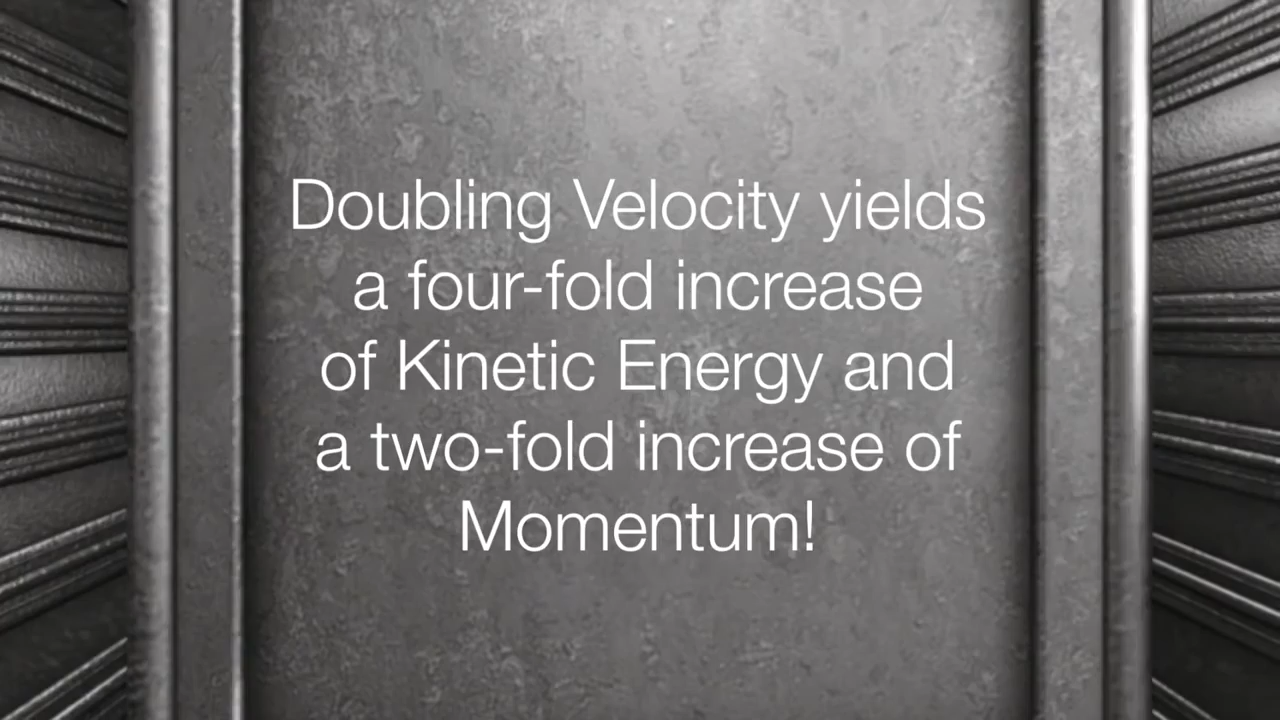 Doubling Velocity yields
a four-fold increase
of Kinetic Energy and
a two-fold increase of
Momentum!